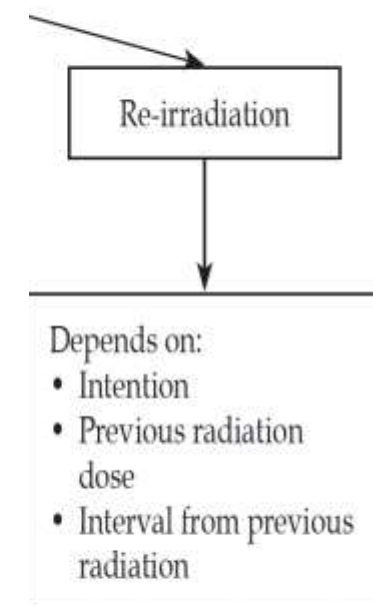 Re-irradiation
Depends on:
• Intention
• Previous radiation
dose
• Interval from previous
radiation